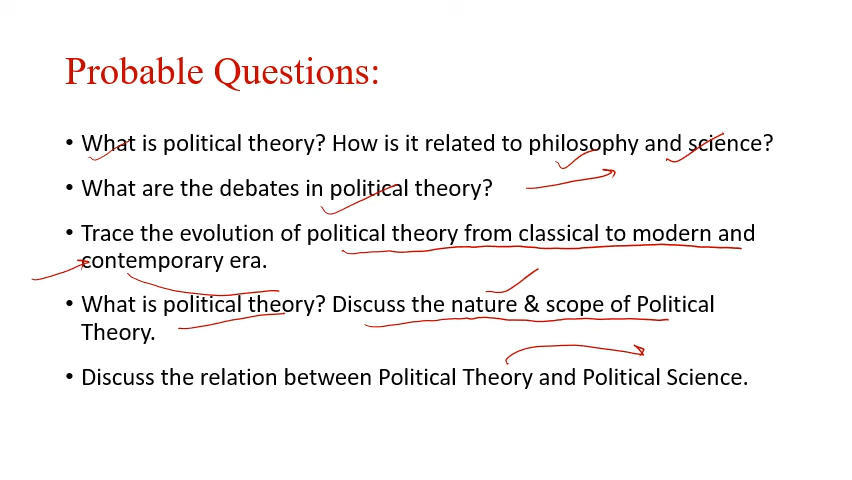 Probable Questions:
• What is political theory? How is it related to philosophy and science?
• What are the debates in political theory?
• Trace the evolution of political theory from classical to modern and
contemporary era.
• What is political theory? Discuss the nature & scope of Political
Theory.
• Discuss the relation between Political Theory and Political Science.